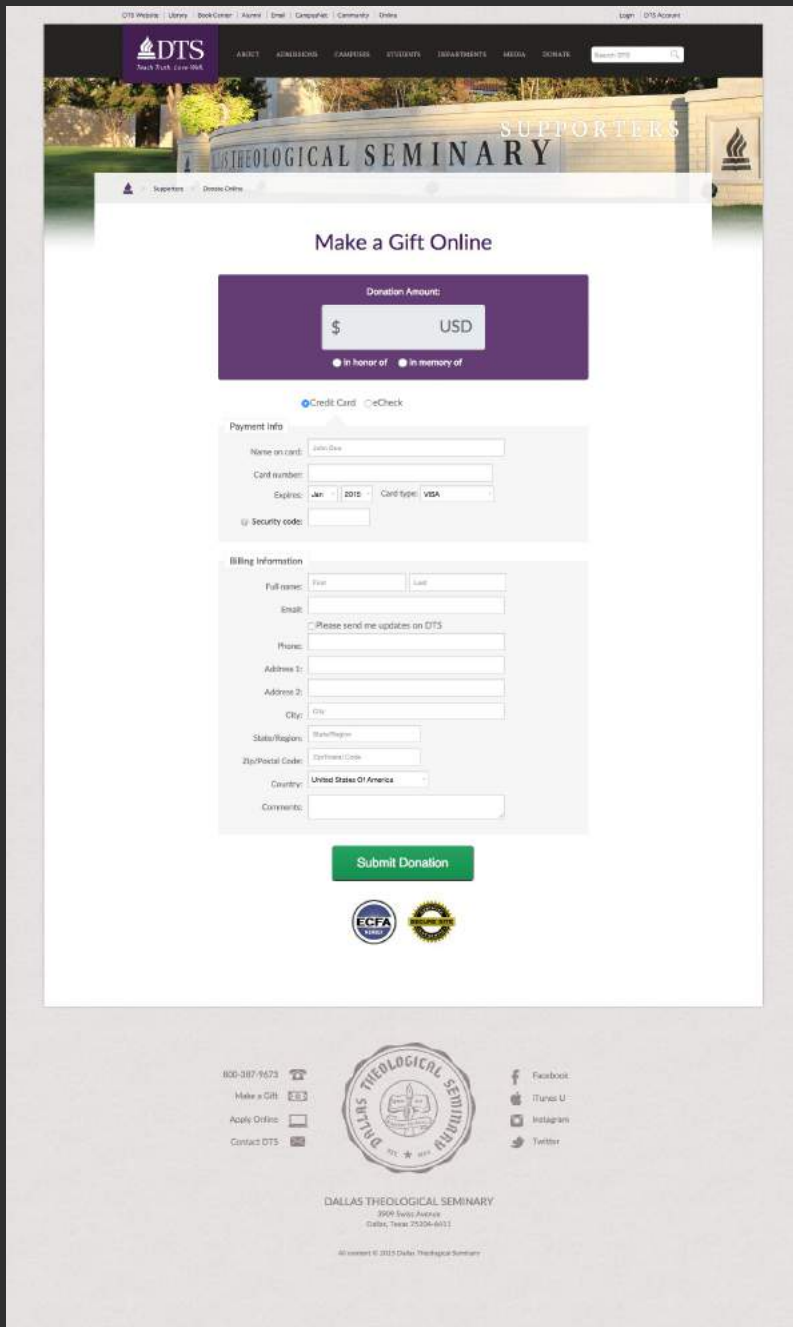 DTS Website | Library | Book Center | Alumni | Email | CampusNet | Community | Online
Login | DTS Account
DTS
Teach Truth. Love Well.
ABOUT ADMISSIONS CAMPUSES STUDENTS DEPARTMENTS MEDIA DONATE
Search DTS
SUPPORTERS
THEOLOGICAL SEMINARY
Supporters Donate Online
Make a Gift Online
Donation Amount:
$ USD
in honor of in memory of
Credit Card eCheck
Payment Info
Name on card: John Doe
Card number:
Expires: Jan 2015 Card type: VISA
Security code:
Billing Information
Full name: First Last
Email:
Please send me updates on DTS
Phone:
Address 1:
Address 2:
City: City
State/Region: State/Region
Zip/Postal Code: Zip/Postal Code
Country: United States Of America
Comments:
Submit Donation
ECFA
MEMBER
SECURE SITE
800-387-9673
Make a Gift
Apply Online
Contact DTS
DALLAS THEOLOGICAL SEMINARY
Facebook
iTunes U
Instagram
Twitter
DALLAS THEOLOGICAL SEMINARY
3909 Swiss Avenue
Dallas, Texas 75204-6411
All content © 2015 Dallas Theological Seminary